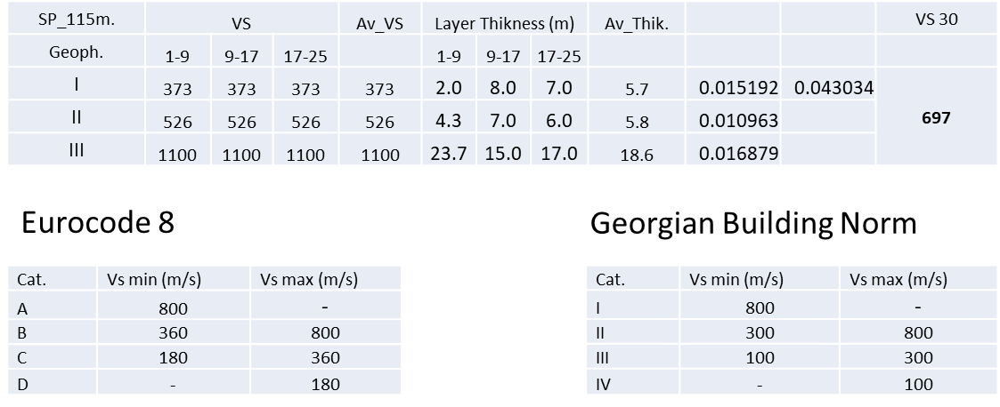 SP_115m. VS Av_VS Layer Thikness (m) Av_Thik. VS 30
Geoph. 1-9 9-17 17-25 1-9 9-17 17-25
I 373 373 373 373 2.0 8.0 7.0 5.7 0.015192 0.043034
II 526 526 526 526 4.3 7.0 6.0 5.8 0.010963 697
III 1100 1100 1100 1100 23.7 15.0 17.0 18.6 0.016879
Eurocode 8
Cat. Vs min (m/s) Vs max (m/s)
A 800 -
B 360 800
C 180 360
D - 180
Georgian Building Norm
Cat. Vs min (m/s) Vs max (m/s)
I 800 -
II 300 800
III 100 300
IV - 100